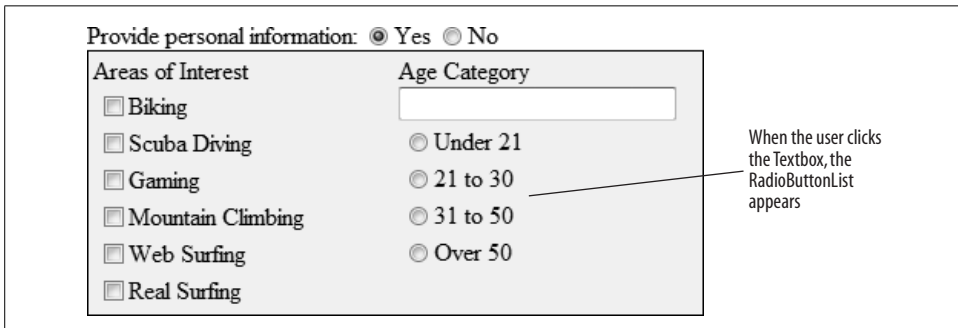 Provide personal information: Yes No
Areas of Interest
Biking
Scuba Diving
Gaming
Mountain Climbing
Web Surfing
Real Surfing
Age Category
Under 21
21 to 30
31 to 50
Over 50
When the user clicks
the Textbox, the
RadioButtonList
appears